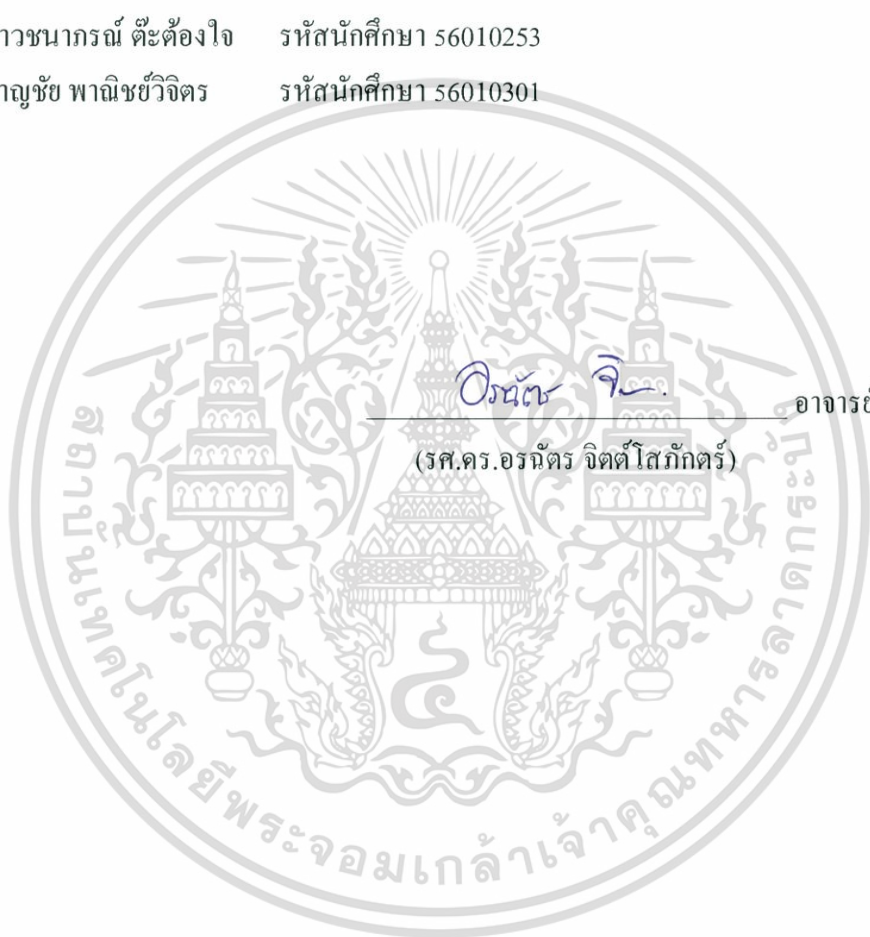 าวชนาภรณ์ ต๊ะต้องใจ รหัสนักศึกษา 56010253
าญชัย พาณิชย์วิจิตร รหัสนักศึกษา 56010301
อาจารย์
(รศ.ดร.อรฉัตร จิตต์โสภักตร์)
สถาบันเทคโนโลยีพระจอมเกล้าเจ้าคุณทหารลาดกระบัง